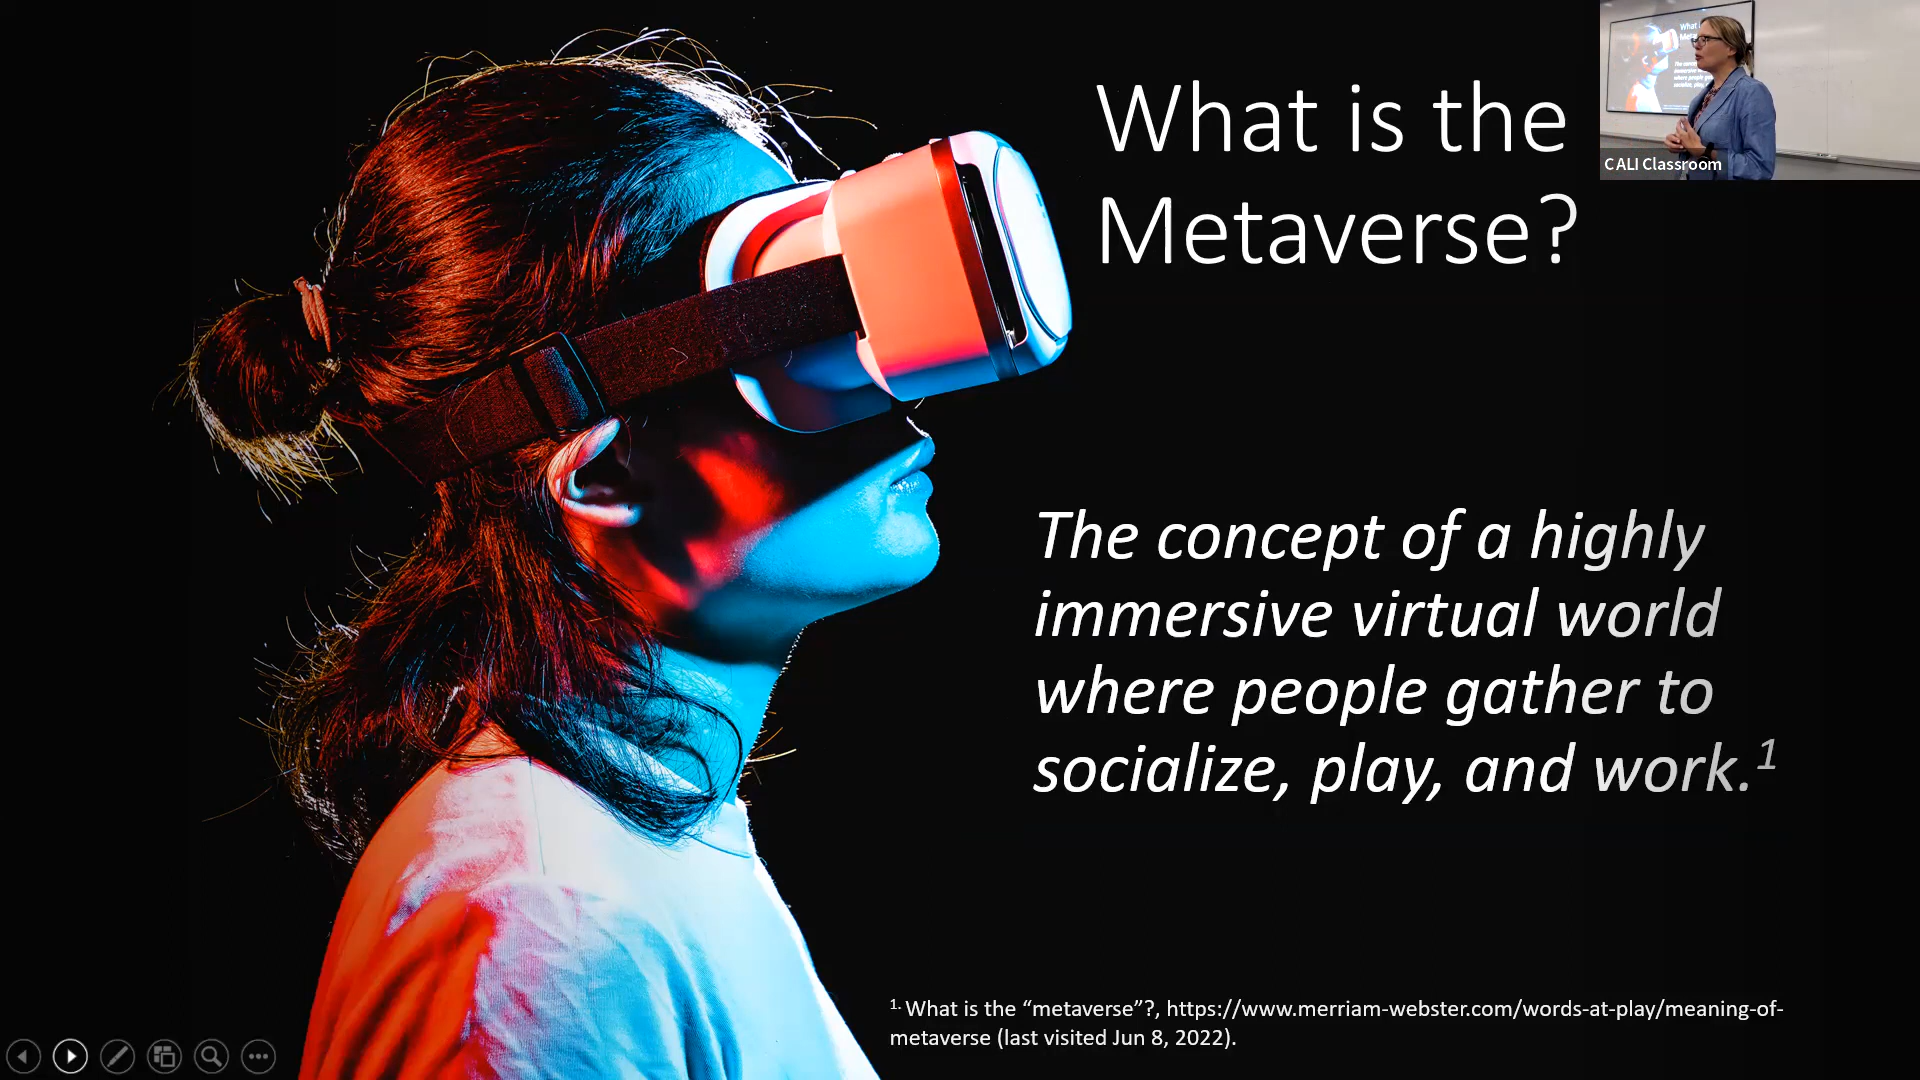 What is the
Metaverse?
CALI Classroom
The concept of a highly
immersive virtual world
where people gather to
socialize, play, and work.1
1. What is the “metaverse”?, https://www.merriam-webster.com/words-at-play/meaning-of-
metaverse (last visited Jun 8, 2022).